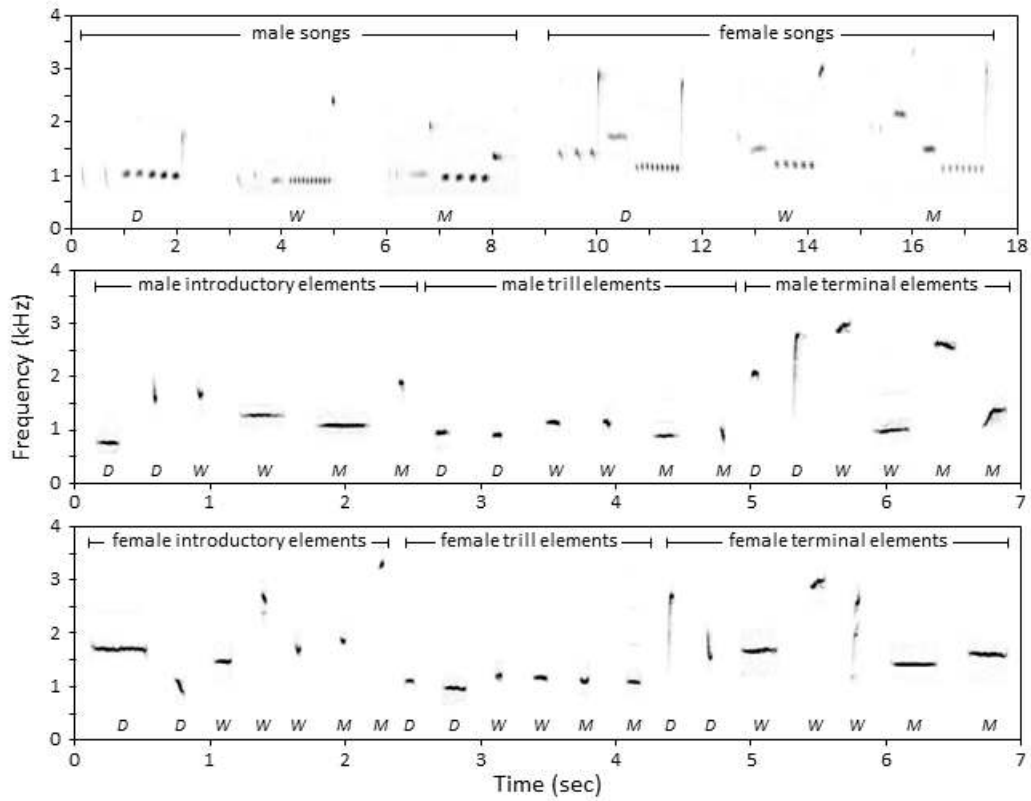 4
male songs
female songs
3
2
1
D W M D W M
0
0 2 4 6 8 10 12 14 16 18
4
male introductory elements
male trill elements
male terminal elements
3
2
1
D D W W M M D D W W M M D D W W M M
0
0 1 2 3 4 5 6 7
4
female introductory elements
female trill elements
female terminal elements
3
2
1
D D W W W M M D D W W M M D D W W W M M
0
0 1 2 3 4 5 6 7
Frequency (kHz)
Time (sec)